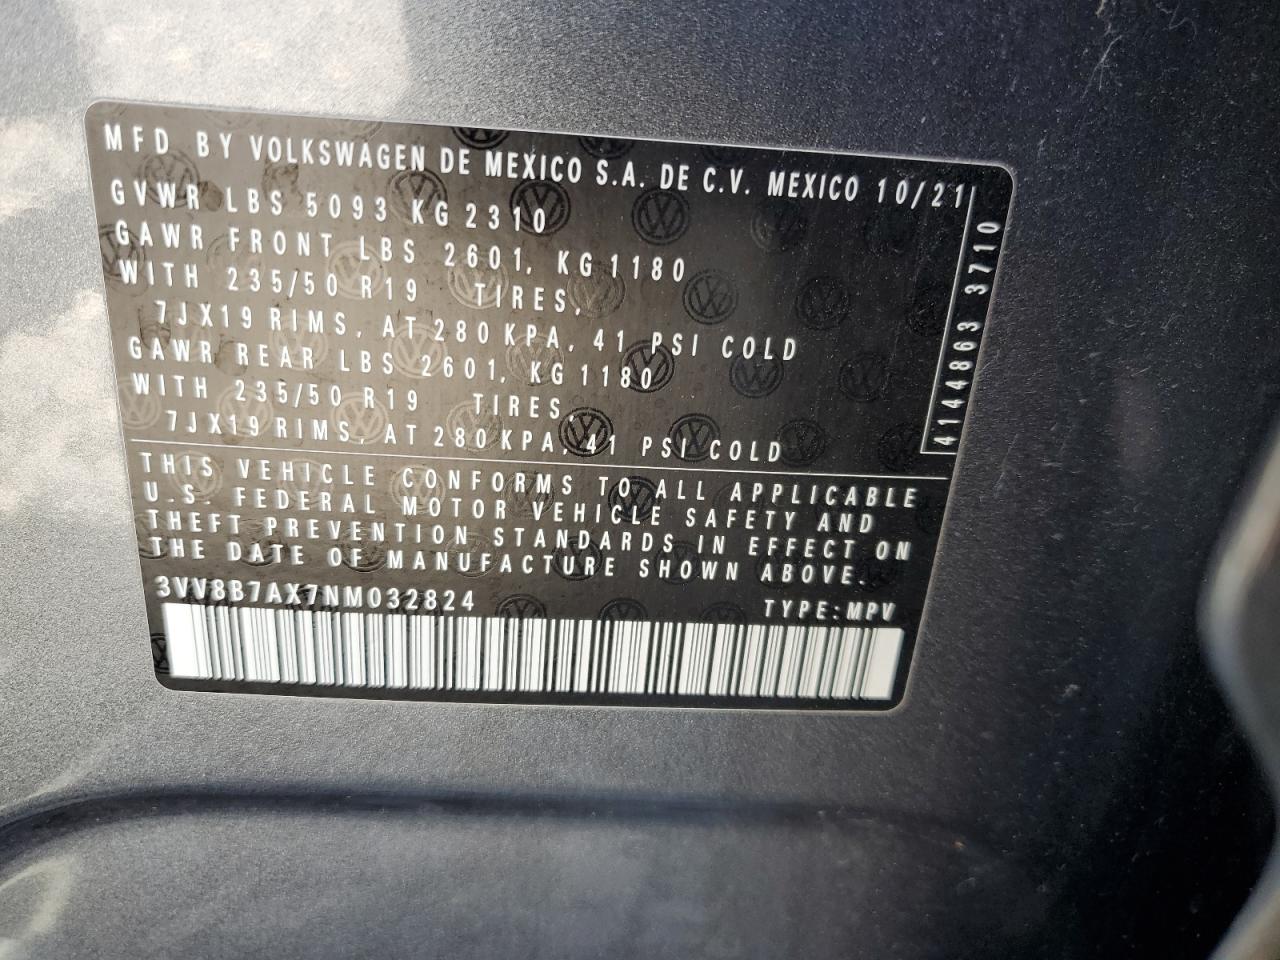 MFD BY VOLKSWAGEN DE MEXICO S.A. DE C.V. MEXICO 10/21
GVWR LBS 5093 KG 2310
GAWR FRONT LBS 2601, KG 1180
WITH 235/50 R19 TIRES,
7JX19 RIMS, AT 280 KPA, 41 PSI COLD
GAWR REAR LBS 2601, KG 1180
WITH 235/50 R19 TIRES,
7JX19 RIMS, AT 280 KPA, 41 PSI COLD
4144863 3710
THIS VEHICLE CONFORMS TO ALL APPLICABLE
U.S. FEDERAL MOTOR VEHICLE SAFETY AND
THEFT PREVENTION STANDARDS IN EFFECT ON
THE DATE OF MANUFACTURE SHOWN ABOVE.
3VV8B7AX7NM032824 TYPE:MPV